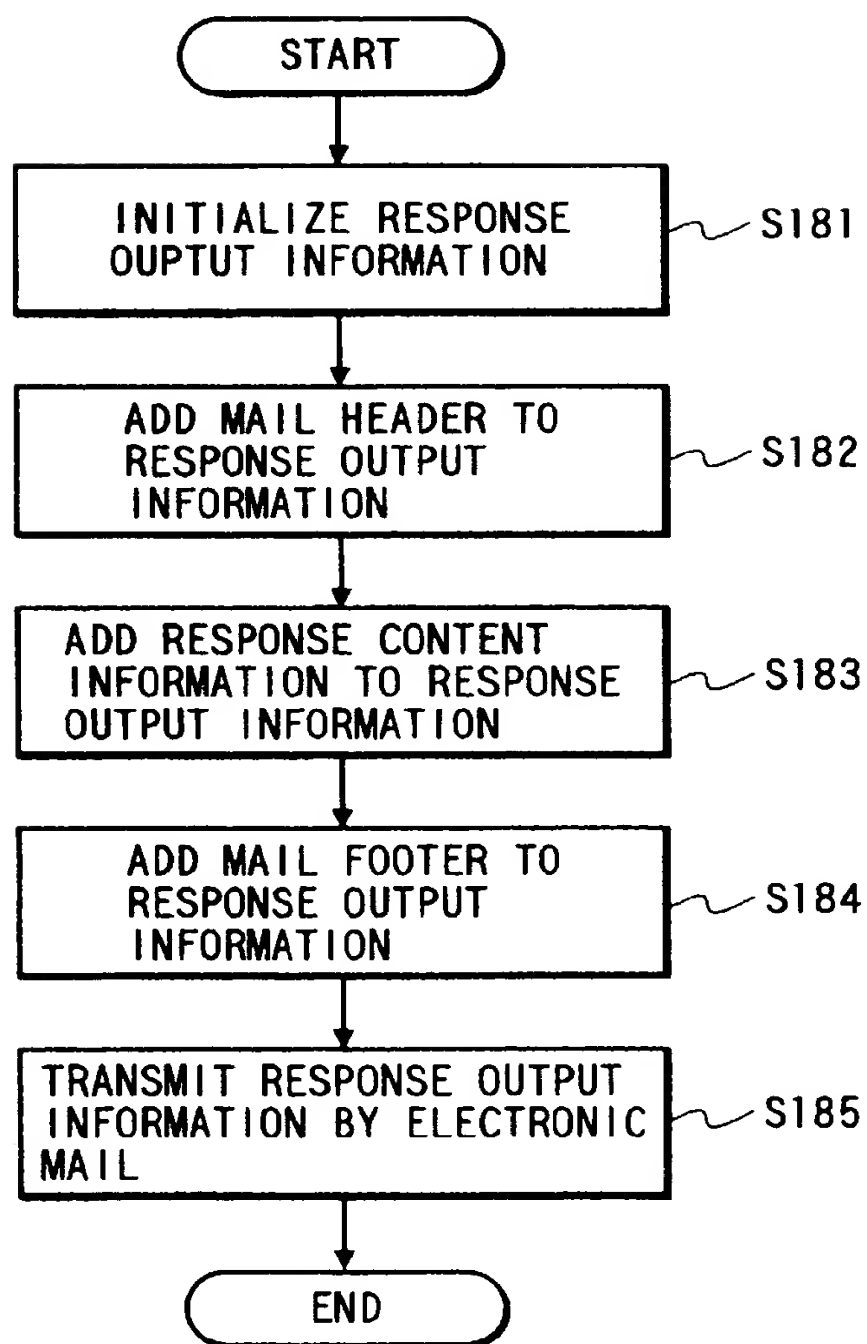 START
INITIALIZE RESPONSE
OUPTUT INFORMATION
S181
ADD MAIL HEADER TO
RESPONSE OUTPUT
INFORMATION
S182
ADD RESPONSE CONTENT
INFORMATION TO RESPONSE
OUTPUT INFORMATION
S183
ADD MAIL FOOTER TO
RESPONSE OUTPUT
INFORMATION
S184
TRANSMIT RESPONSE OUTPUT
INFORMATION BY ELECTRONIC
MAIL
S185
END